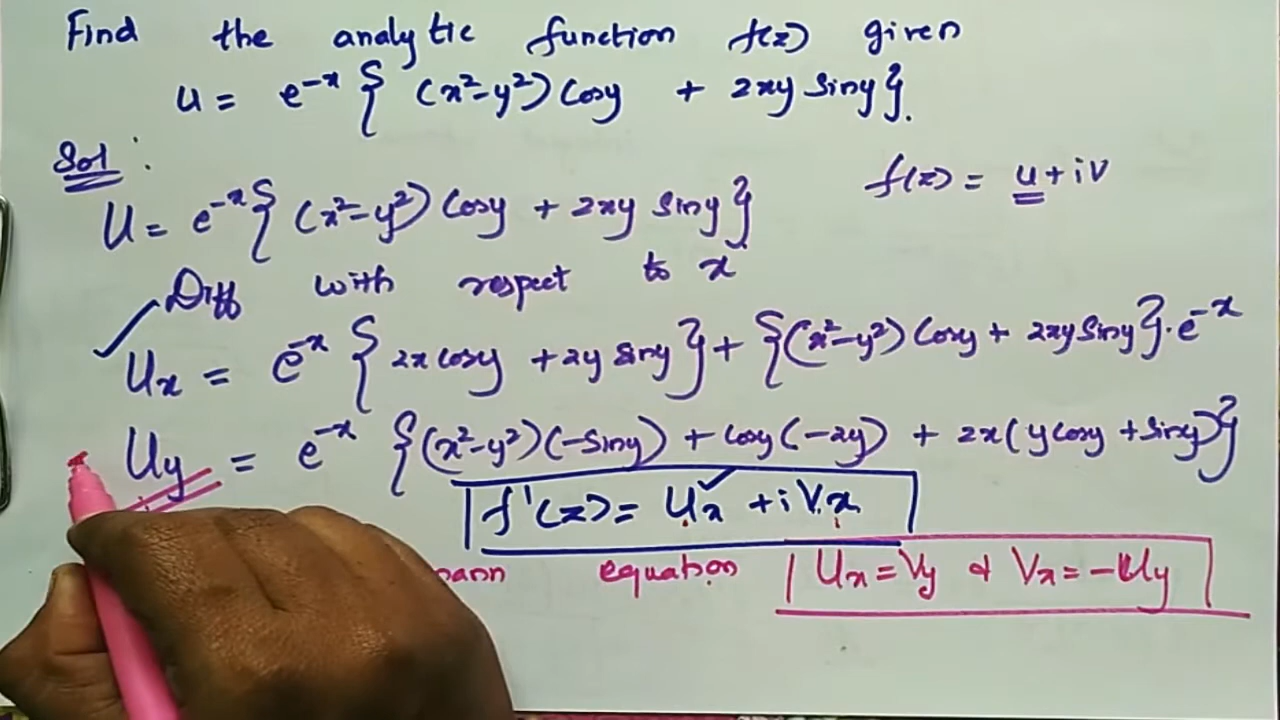 Find the analytic function f(z) given
u = e^-x { (x²-y²) Cosy + 2xy Siny }.
Sol :
f(z) = u + iv
U = e^-x { (x²-y²) Cosy + 2xy Siny }
Diff with respect to x
Ux = e^-x { 2x cosy + 2y siny } + { (x²-y²) Cosy + 2xy Siny } · e^-x
Uy = e^-x { (x²-y²) (-Siny) + Cosy (-2y) + 2x (y cosy + siny) }
f'(z) = Ux + i Vx
equation Ux = Vy & Vx = -Uy